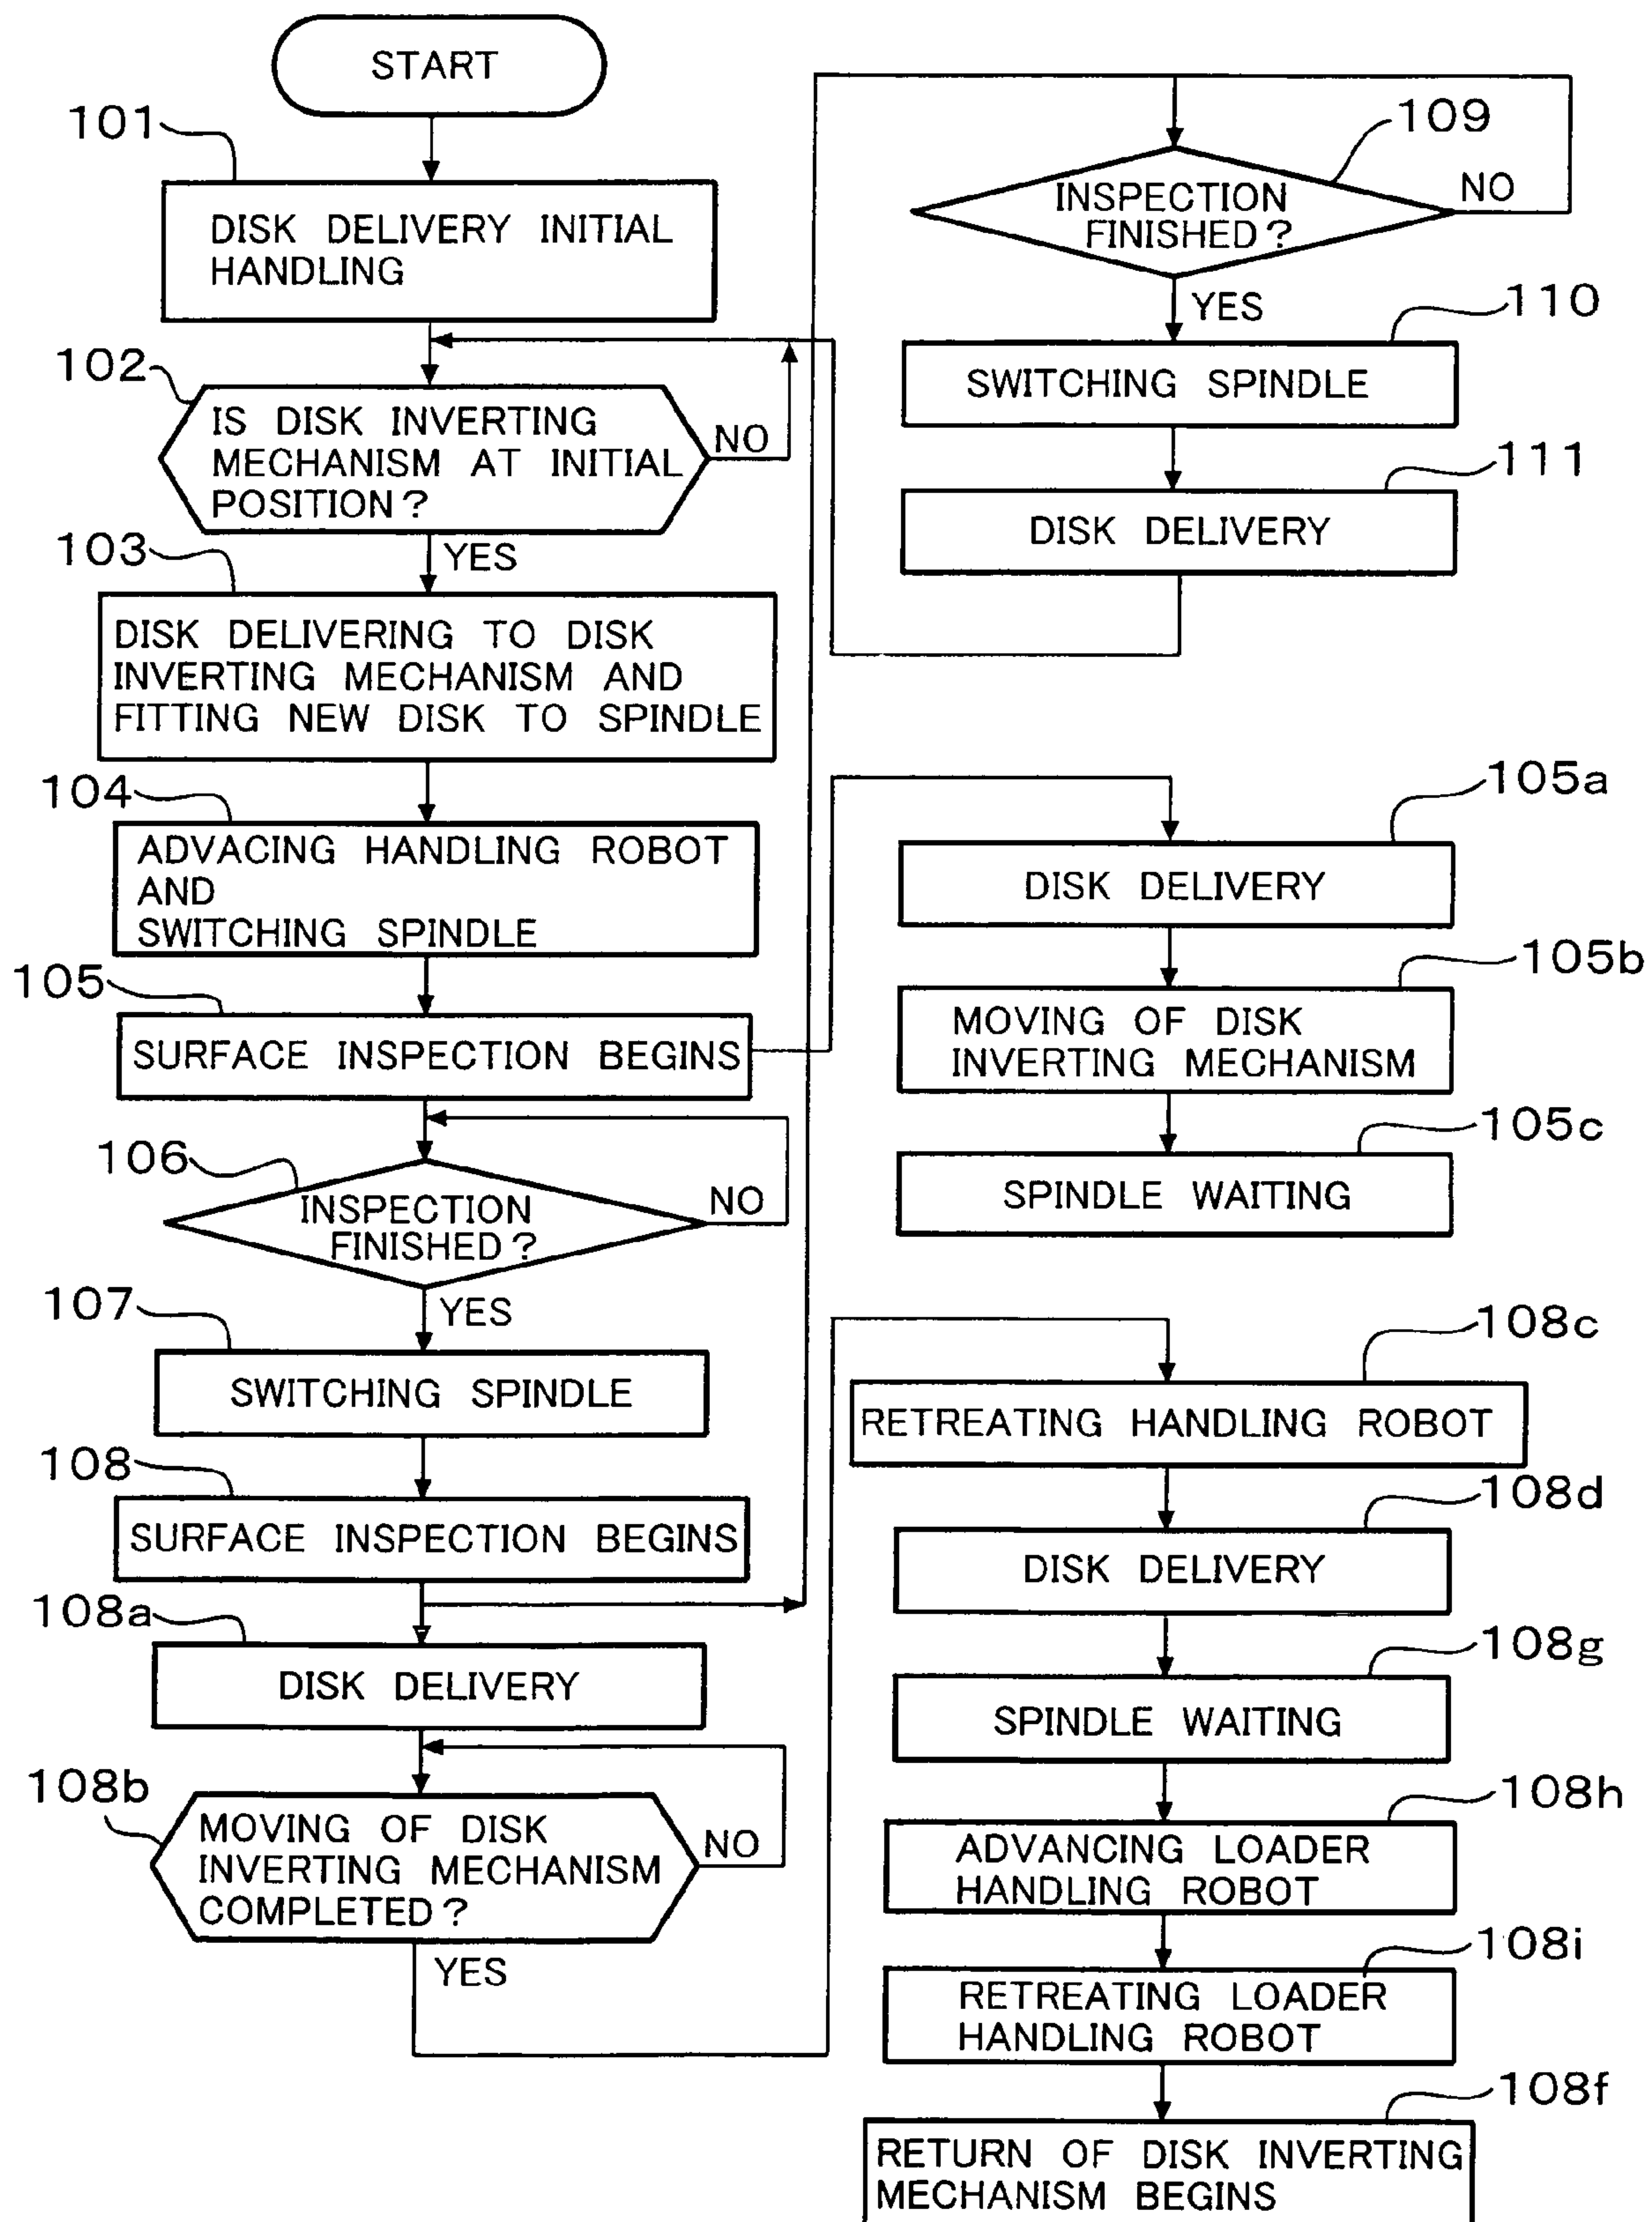 START
101
DISK DELIVERY INITIAL
HANDLING
102
IS DISK INVERTING
MECHANISM AT INITIAL
POSITION?
NO
YES
103
DISK DELIVERING TO DISK
INVERTING MECHANISM AND
FITTING NEW DISK TO SPINDLE
104
ADVACING HANDLING ROBOT
AND
SWITCHING SPINDLE
105
SURFACE INSPECTION BEGINS
106
INSPECTION
FINISHED?
NO
YES
107
SWITCHING SPINDLE
108
SURFACE INSPECTION BEGINS
108a
DISK DELIVERY
108b
MOVING OF DISK
INVERTING MECHANISM
COMPLETED?
NO
YES
109
INSPECTION
FINISHED?
NO
YES
110
SWITCHING SPINDLE
111
DISK DELIVERY
105a
DISK DELIVERY
105b
MOVING OF DISK
INVERTING MECHANISM
105c
SPINDLE WAITING
108c
RETREATING HANDLING ROBOT
108d
DISK DELIVERY
108g
SPINDLE WAITING
108h
ADVANCING LOADER
HANDLING ROBOT
108i
RETREATING LOADER
HANDLING ROBOT
108f
RETURN OF DISK INVERTING
MECHANISM BEGINS